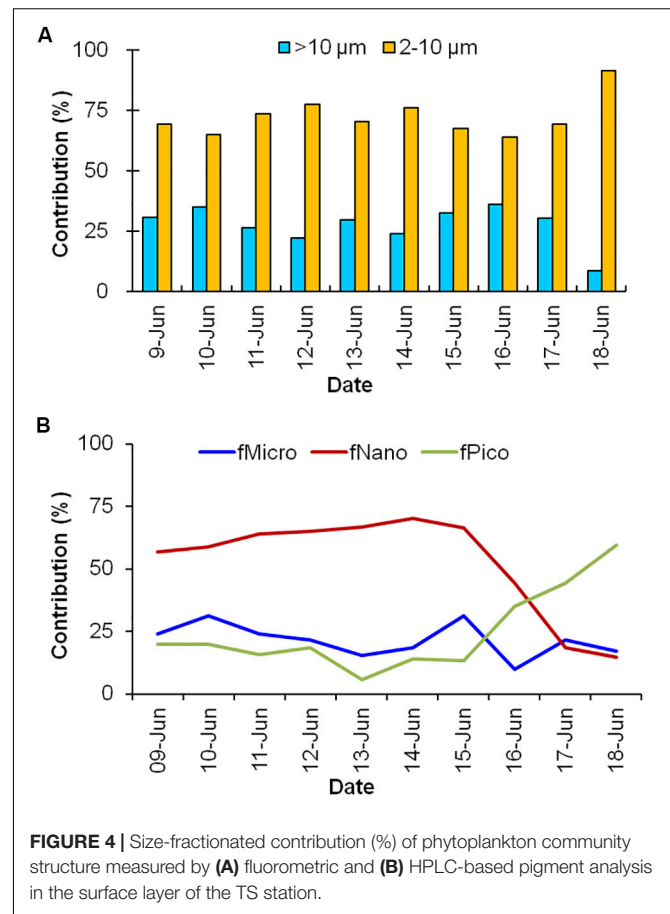 A
>10 µm 2-10 µm
100
75
50
25
0
Contribution (%)
9-Jun 10-Jun 11-Jun 12-Jun 13-Jun 14-Jun 15-Jun 16-Jun 17-Jun 18-Jun
Date
B
fMicro fNano fPico
100
75
50
25
0
Contribution (%)
09-Jun 10-Jun 11-Jun 12-Jun 13-Jun 14-Jun 15-Jun 16-Jun 17-Jun 18-Jun
Date
FIGURE 4 | Size-fractionated contribution (%) of phytoplankton community
structure measured by (A) fluorometric and (B) HPLC-based pigment analysis
in the surface layer of the TS station.